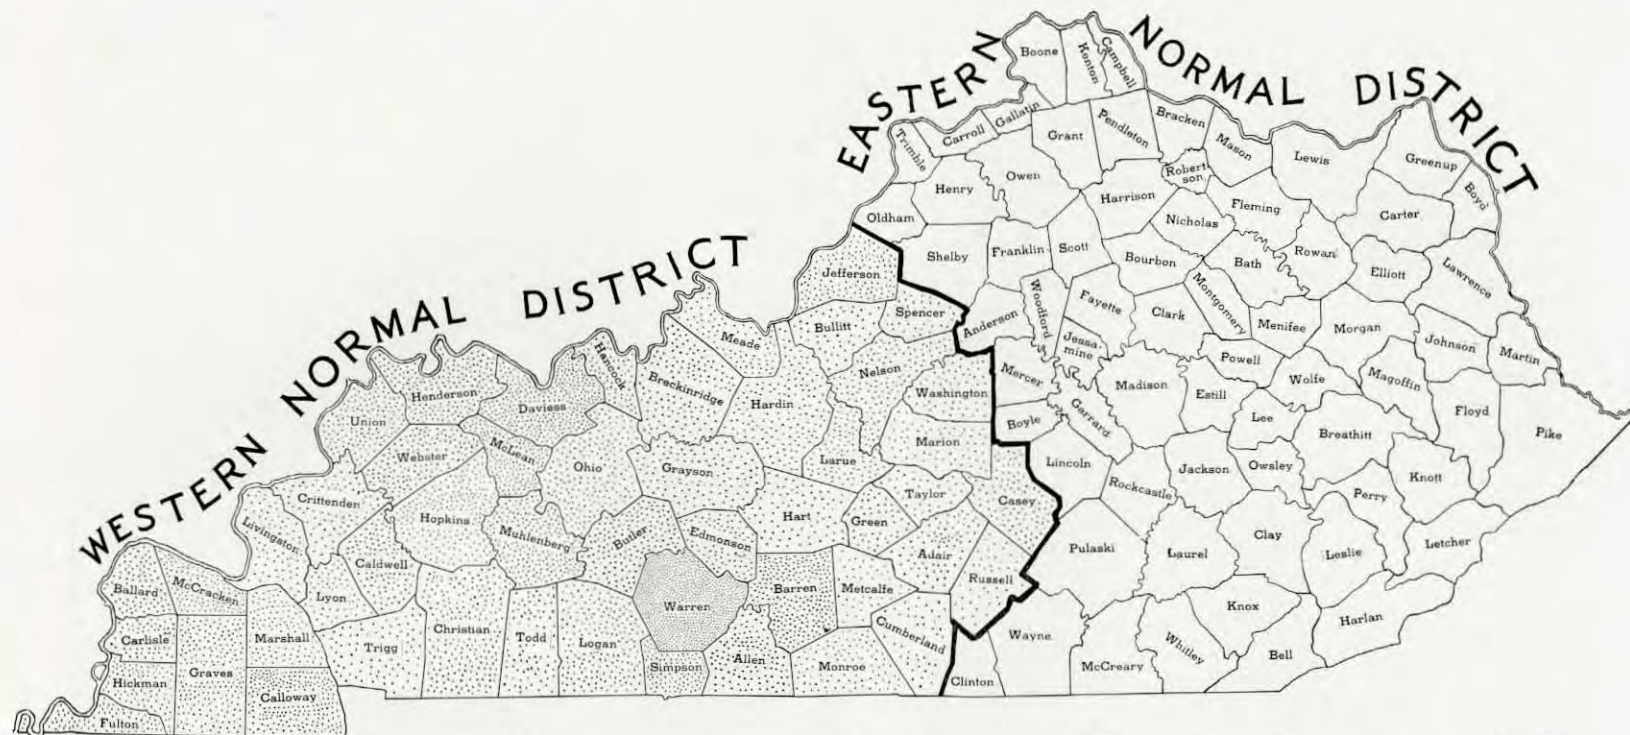 EASTERN NORMAL DISTRICT
WESTERN NORMAL DISTRICT
Boone
Kenton
Campbell
Gallatin
Carroll
Trimble
Grant
Pendleton
Bracken
Mason
Lewis
Greenup
Boyd
Owen
Henry
Robert-
son
Harrison
Nicholas
Fleming
Carter
Oldham
Shelby
Franklin
Scott
Bourbon
Bath
Rowan
Elliott
Lawrence
Jefferson
Spencer
Anderson
Woodford
Fayette
Clark
Montgomery
Menifee
Morgan
Johnson
Martin
Bullitt
Meade
Hancock
Breckinridge
Nelson
Washington
Mercer
Jessa-
mine
Madison
Powell
Estill
Wolfe
Magoffin
Floyd
Pike
Henderson
Daviess
Union
Hardin
Marion
Boyle
Garrard
Lee
Breathitt
Webster
McLean
Ohio
Grayson
Larue
Lincoln
Rockcastle
Jackson
Owsley
Perry
Knott
Crittenden
Livingston
Hopkins
Muhlenberg
Butler
Edmonson
Hart
Green
Taylor
Casey
Adair
Pulaski
Laurel
Clay
Leslie
Letcher
Ballard
McCracken
Caldwell
Lyon
Warren
Barren
Metcalfe
Russell
Knox
Harlan
Carlisle
Marshall
Trigg
Christian
Todd
Logan
Simpson
Allen
Monroe
Cumberland
Wayne
McCreary
Whitley
Bell
Hickman
Graves
Calloway
Clinton
Fulton